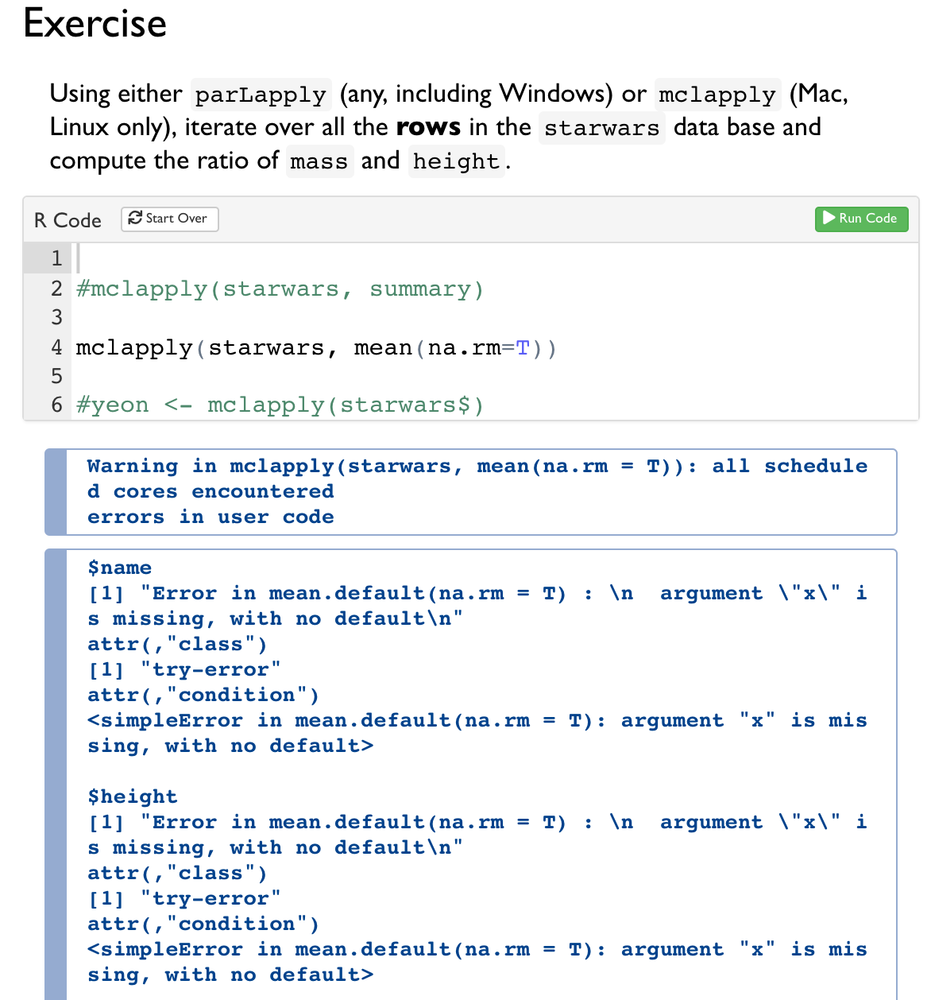 Exercise
Using either parLapply (any, including Windows) or mclapply (Mac,
Linux only), iterate over all the rows in the starwars data base and
compute the ratio of mass and height.
R Code Start Over Run Code
1
2 #mclapply(starwars, summary)
3
4 mclapply(starwars, mean(na.rm=T))
5
6 #yeon <- mclapply(starwars$)
Warning in mclapply(starwars, mean(na.rm = T)): all schedule
d cores encountered
errors in user code
$name
[1] "Error in mean.default(na.rm = T) : \n  argument \"x\" i
s missing, with no default\n"
attr(,"class")
[1] "try-error"
attr(,"condition")
<simpleError in mean.default(na.rm = T): argument "x" is mis
sing, with no default>
$height
[1] "Error in mean.default(na.rm = T) : \n  argument \"x\" i
s missing, with no default\n"
attr(,"class")
[1] "try-error"
attr(,"condition")
<simpleError in mean.default(na.rm = T): argument "x" is mis
sing, with no default>